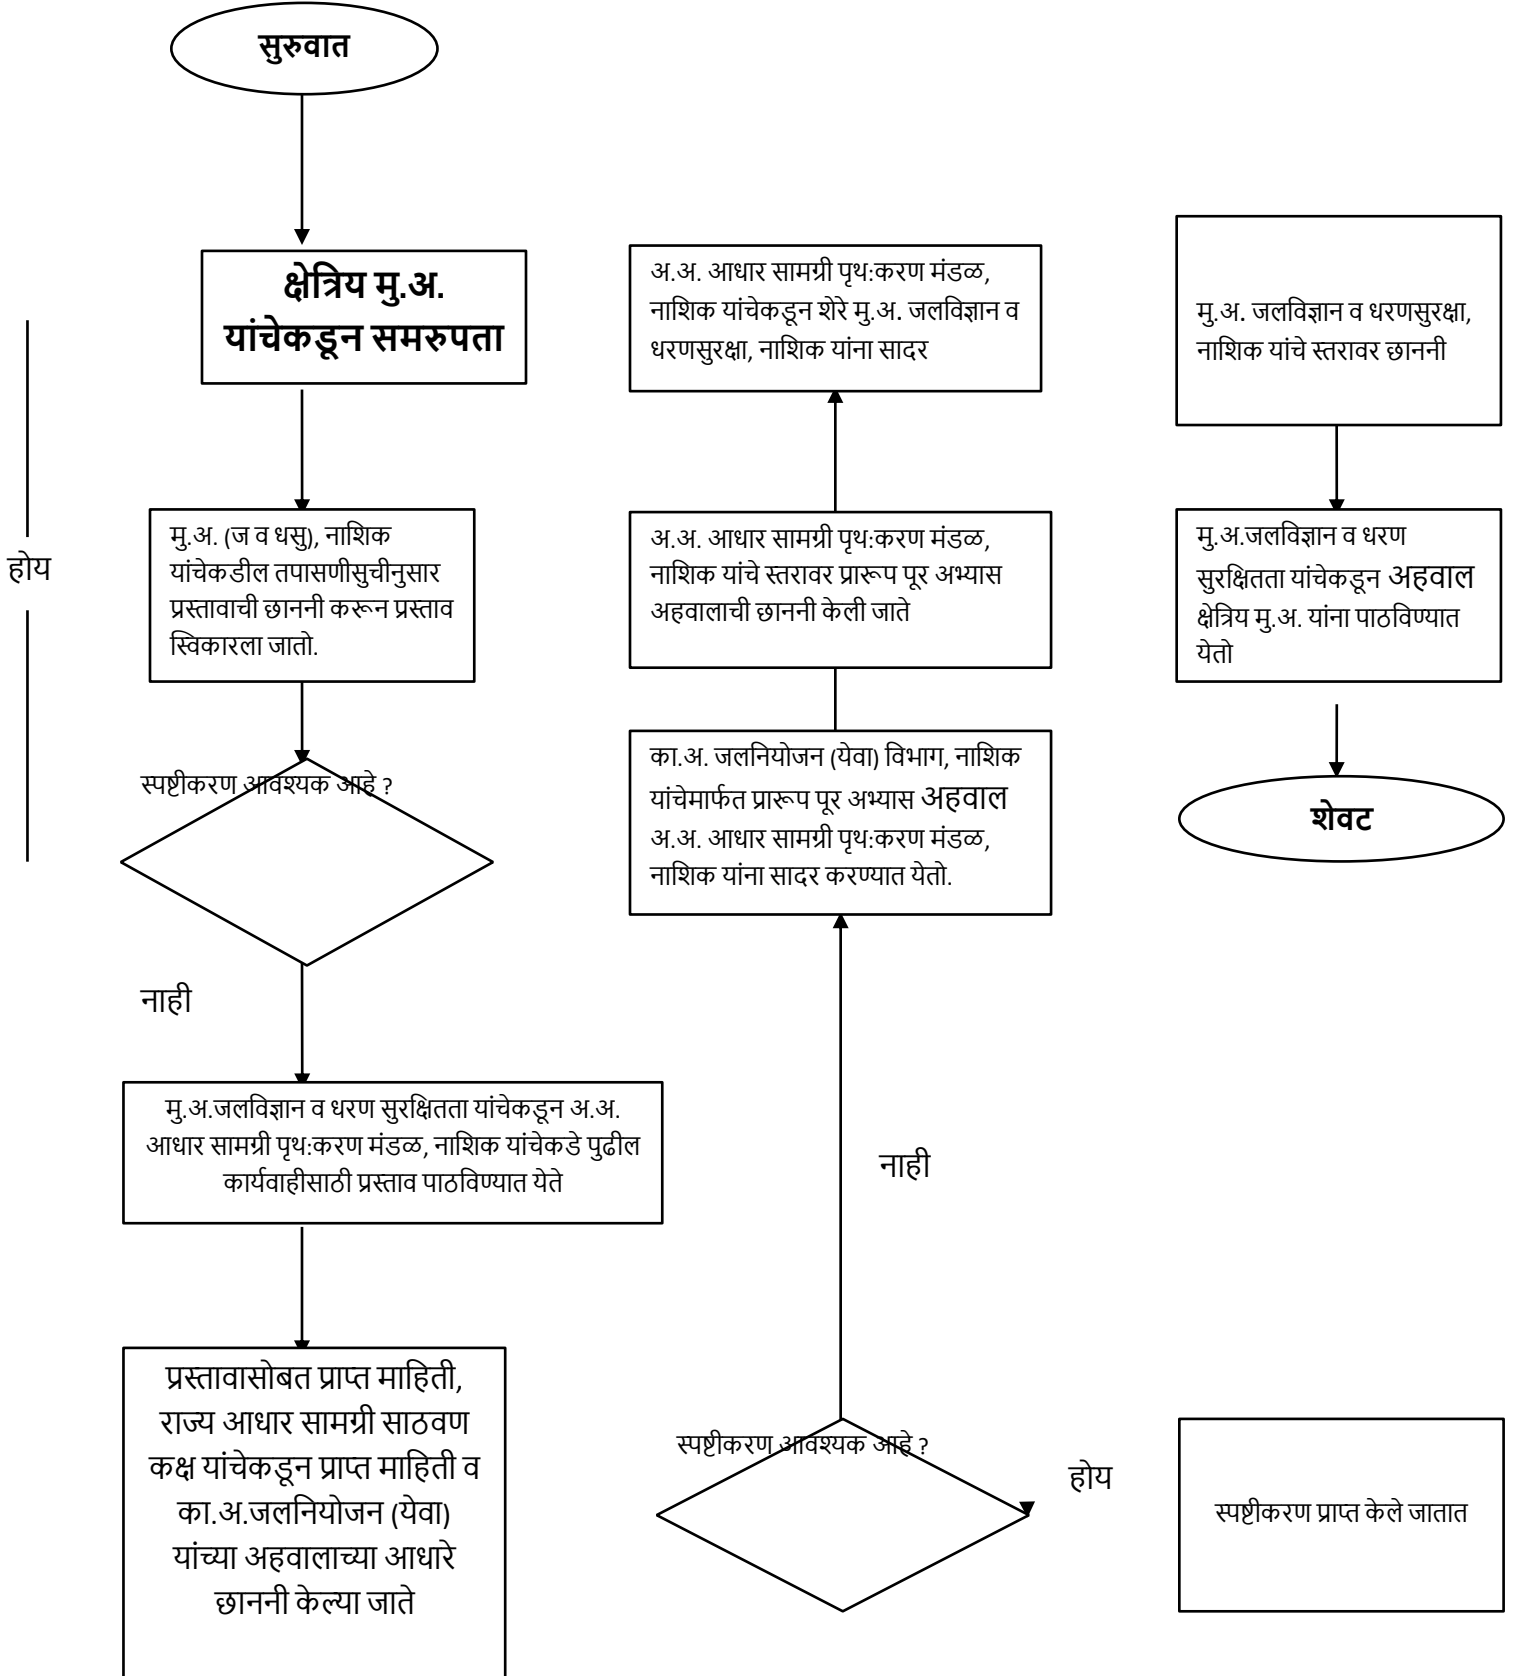 सुरुवात
क्षेत्रिय मु.अ.
यांचेकडून समरुपता
मु.अ. (ज व धसु), नाशिक
यांचेकडील तपासणीसुचीनुसार
प्रस्तावाची छाननी करून प्रस्ताव
स्विकारला जातो.
होय
स्पष्टीकरण आवश्यक आहे ?
नाही
मु.अ.जलविज्ञान व धरण सुरक्षितता यांचेकडून अ.अ.
आधार सामग्री पृथ:करण मंडळ, नाशिक यांचेकडे पुढील
कार्यवाहीसाठी प्रस्ताव पाठविण्यात येते
प्रस्तावासोबत प्राप्त माहिती,
राज्य आधार सामग्री साठवण
कक्ष यांचेकडून प्राप्त माहिती व
का.अ.जलनियोजन (येवा)
यांच्या अहवालाच्या आधारे
छाननी केल्या जाते
अ.अ. आधार सामग्री पृथ:करण मंडळ,
नाशिक यांचेकडून शेरे मु.अ. जलविज्ञान व
धरणसुरक्षा, नाशिक यांना सादर
अ.अ. आधार सामग्री पृथ:करण मंडळ,
नाशिक यांचे स्तरावर प्रारूप पूर अभ्यास
अहवालाची छाननी केली जाते
का.अ. जलनियोजन (येवा) विभाग, नाशिक
यांचेमार्फत प्रारूप पूर अभ्यास अहवाल
अ.अ. आधार सामग्री पृथ:करण मंडळ,
नाशिक यांना सादर करण्यात येतो.
नाही
स्पष्टीकरण आवश्यक आहे ?
होय
स्पष्टीकरण प्राप्त केले जातात
मु.अ. जलविज्ञान व धरणसुरक्षा,
नाशिक यांचे स्तरावर छाननी
मु.अ.जलविज्ञान व धरण
सुरक्षितता यांचेकडून अहवाल
क्षेत्रिय मु.अ. यांना पाठविण्यात
येतो
शेवट